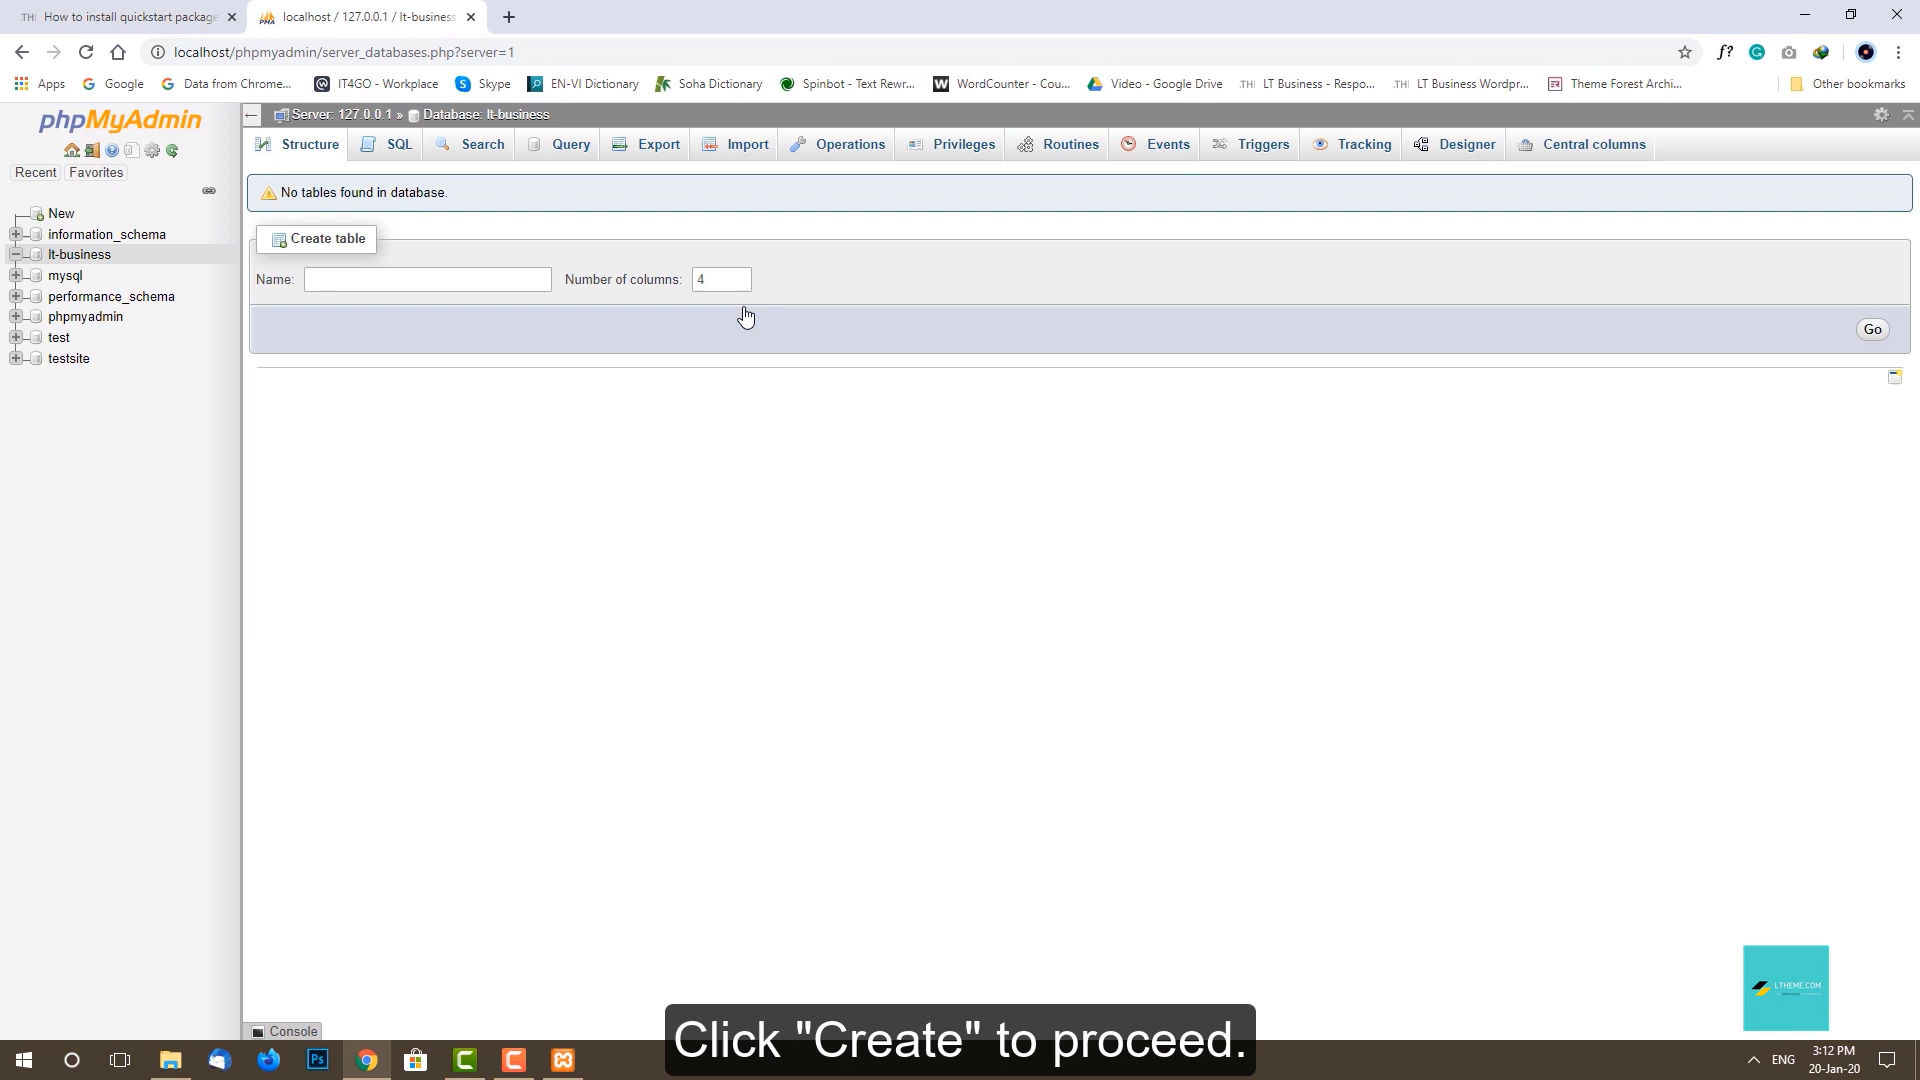 How to install quickstart package
localhost / 127.0.0.1 / lt-business
localhost/phpmyadmin/server_databases.php?server=1
f?
Apps
Google
Data from Chrome...
IT4GO - Workplace
Skype
EN-VI Dictionary
Soha Dictionary
Spinbot - Text Rewr...
WordCounter - Cou...
Video - Google Drive
LT Business - Respo...
LT Business Wordpr...
Theme Forest Archi...
Other bookmarks
phpMyAdmin
Recent
Favorites
New
information_schema
lt-business
mysql
performance_schema
phpmyadmin
test
testsite
Server: 127.0.0.1 » Database: lt-business
Structure
SQL
Search
Query
Export
Import
Operations
Privileges
Routines
Events
Triggers
Tracking
Designer
Central columns
No tables found in database.
Create table
Name:
Number of columns: 4
Go
LTHEME.COM
Console
Click "Create" to proceed.
ENG
3:12 PM
20-Jan-20